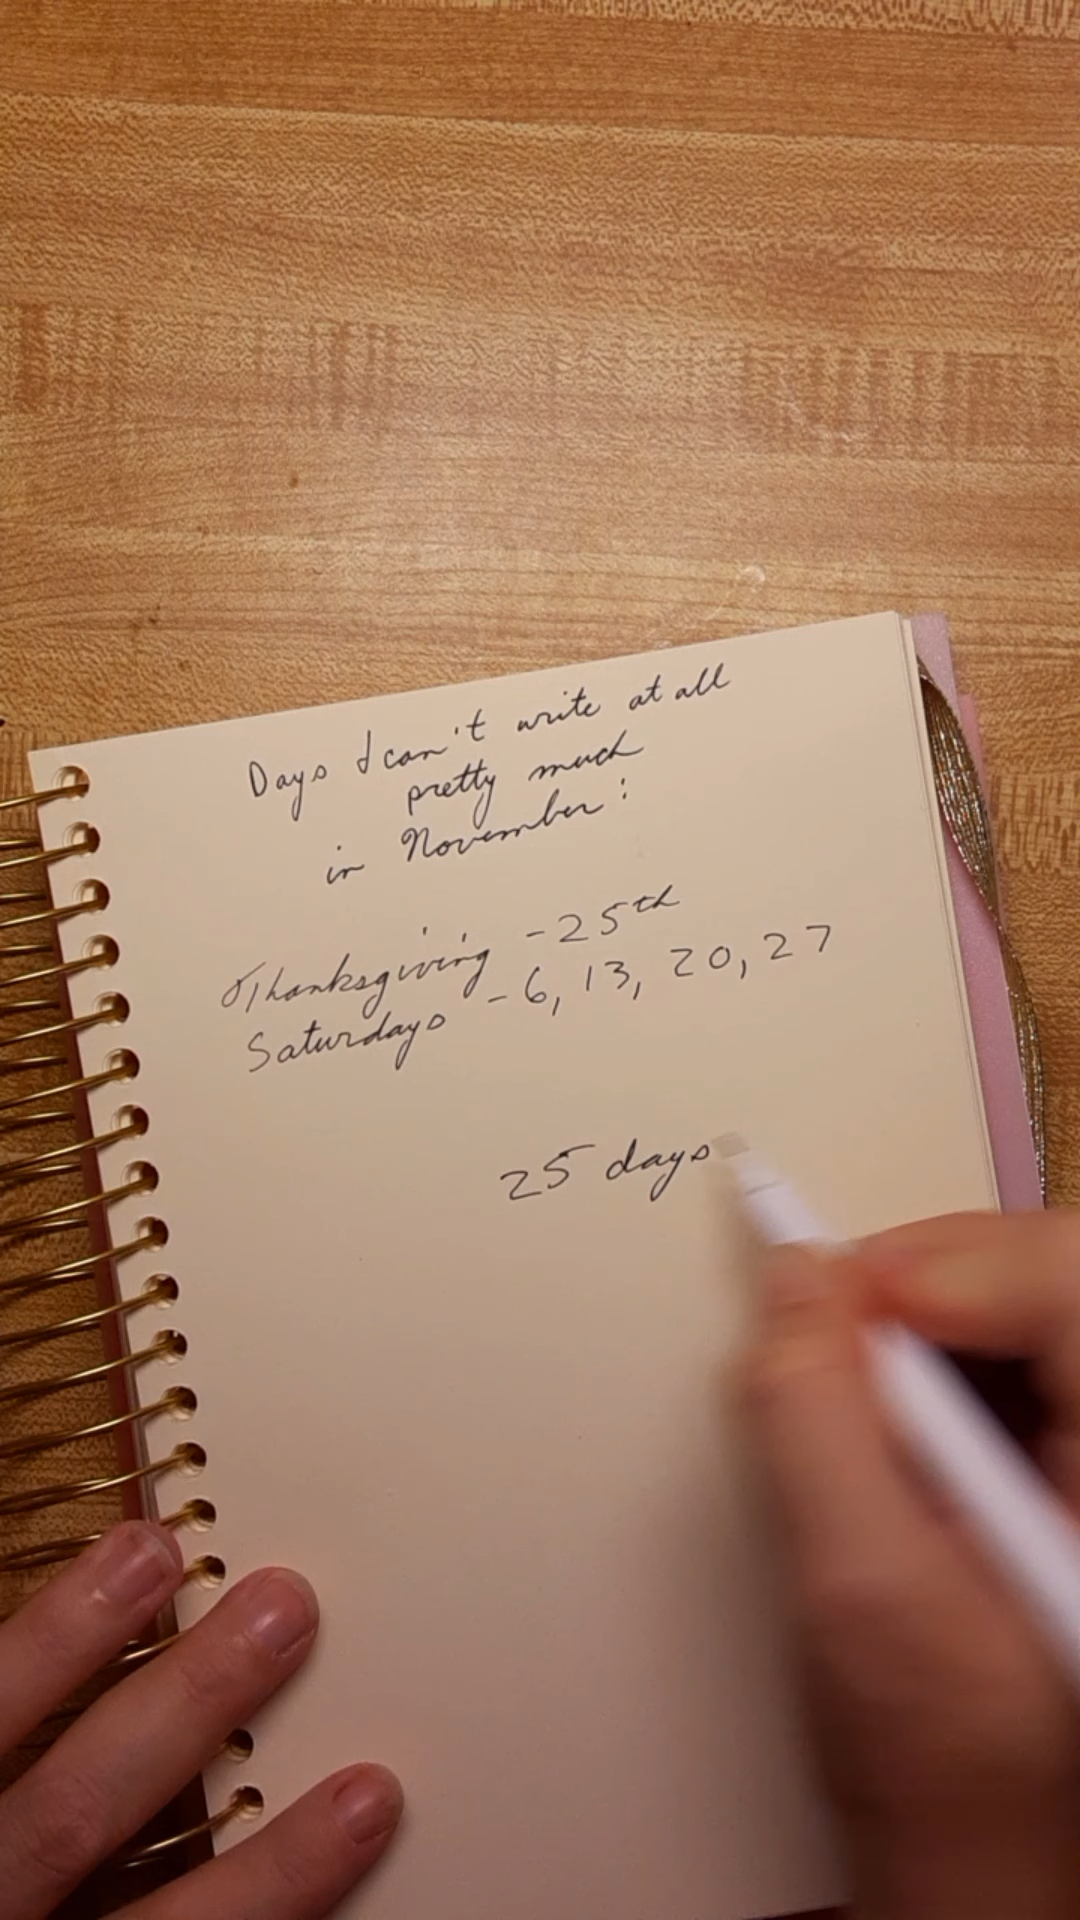 Days I can't write at all
pretty much
in November:
Thanksgiving - 25th
Saturdays - 6, 13, 20, 27
25 days